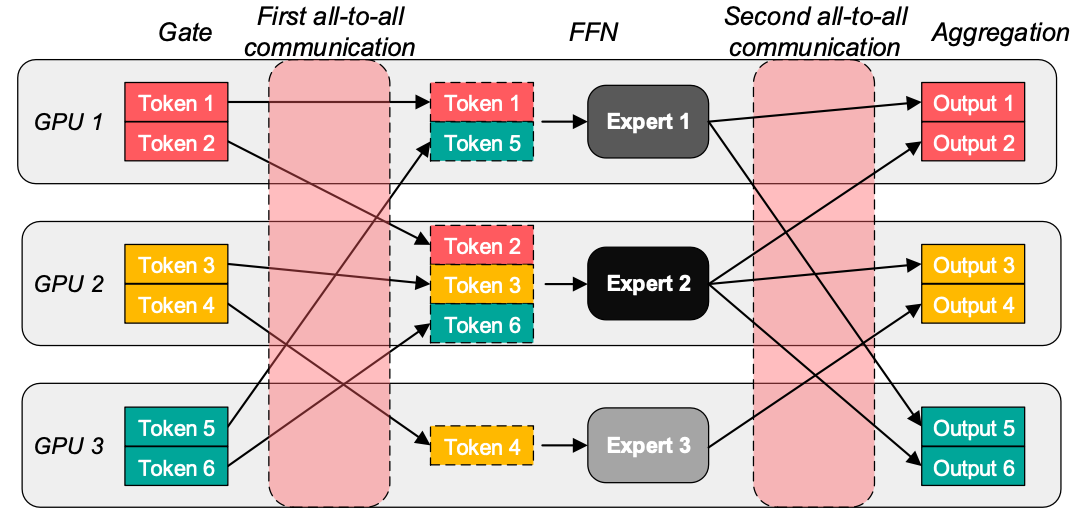 First all-to-all
communication
Second all-to-all
communication
Gate
FFN
Aggregation
GPU 1
Token 1
Token 2
Token 1
Token 5
Expert 1
Output 1
Output 2
GPU 2
Token 3
Token 4
Token 2
Token 3
Token 6
Expert 2
Output 3
Output 4
GPU 3
Token 5
Token 6
Token 4
Expert 3
Output 5
Output 6